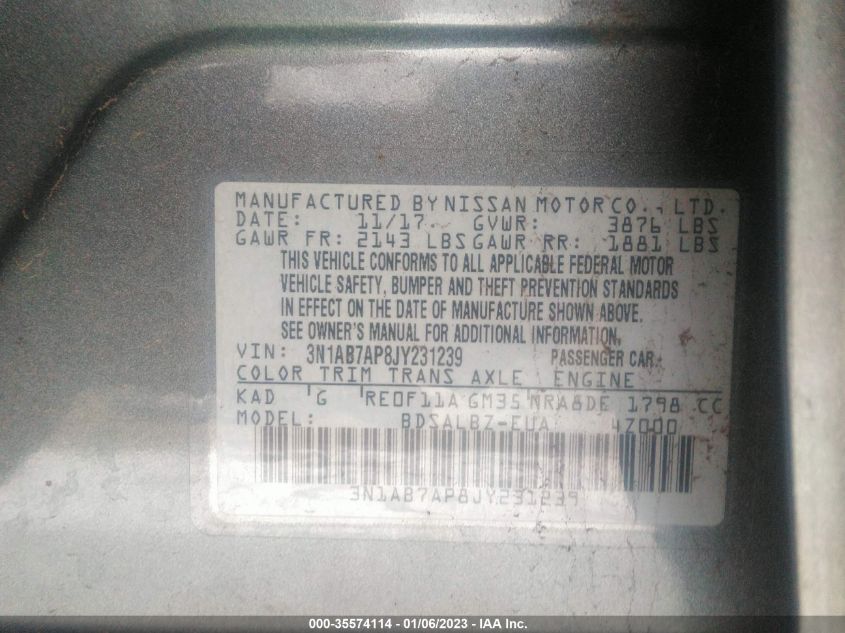 MANUFACTURED BY NISSAN MOTOR CO., LTD.
DATE: 11/17 GVWR: 3876 LBS
GAWR FR: 2143 LBS GAWR RR: 1881 LBS
THIS VEHICLE CONFORMS TO ALL APPLICABLE FEDERAL MOTOR
VEHICLE SAFETY, BUMPER AND THEFT PREVENTION STANDARDS
IN EFFECT ON THE DATE OF MANUFACTURE SHOWN ABOVE.
SEE OWNER'S MANUAL FOR ADDITIONAL INFORMATION.
VIN: 3N1AB7AP8JY231239 PASSENGER CAR
COLOR TRIM TRANS AXLE ENGINE
KAD G RE0F11A GM35 MRA8DE 1798 CC
MODEL: BDSALBZ-EUA 4Z000
3N1AB7AP8JY231239
000-35574114 - 01/06/2023 - IAA Inc.